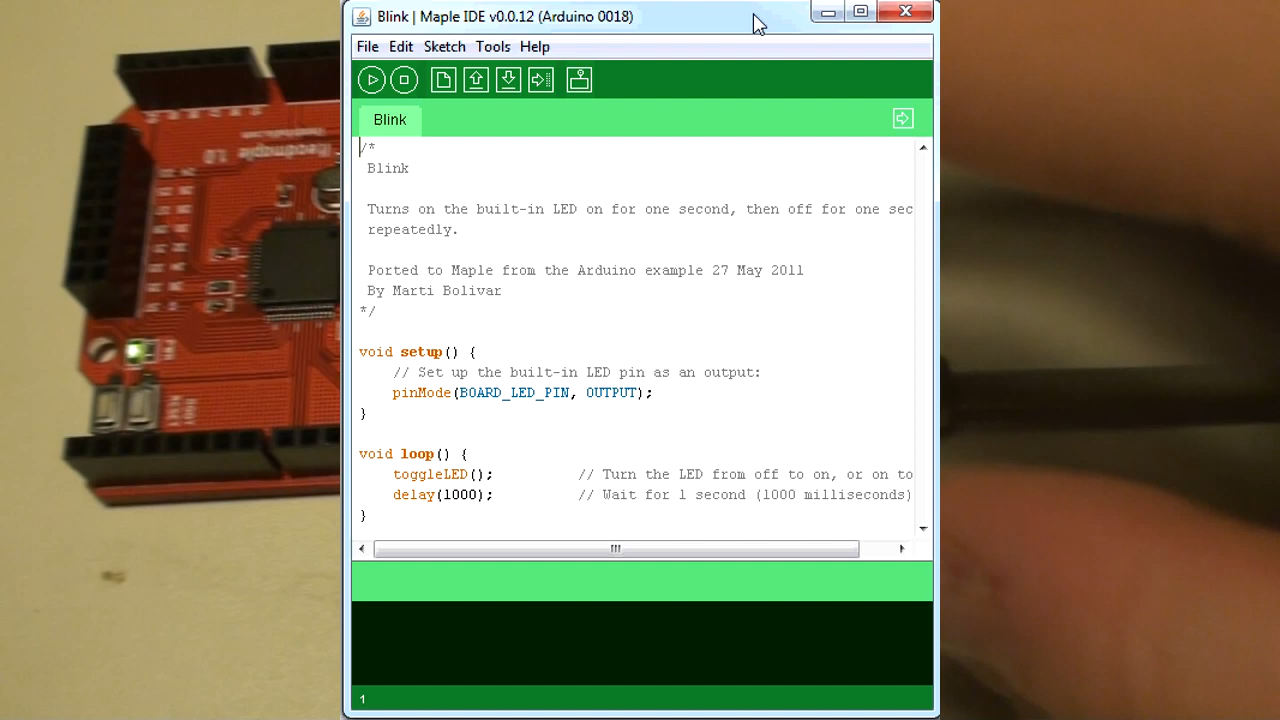 Blink | Maple IDE v0.0.12 (Arduino 0018)
File Edit Sketch Tools Help
Blink
/*
Blink
Turns on the built-in LED on for one second, then off for one sec
repeatedly.
Ported to Maple from the Arduino example 27 May 2011
By Marti Bolivar
*/
void setup() {
// Set up the built-in LED pin as an output:
pinMode(BOARD_LED_PIN, OUTPUT);
}
void loop() {
toggleLED(); // Turn the LED from off to on, or on to
delay(1000); // Wait for 1 second (1000 milliseconds)
}
1